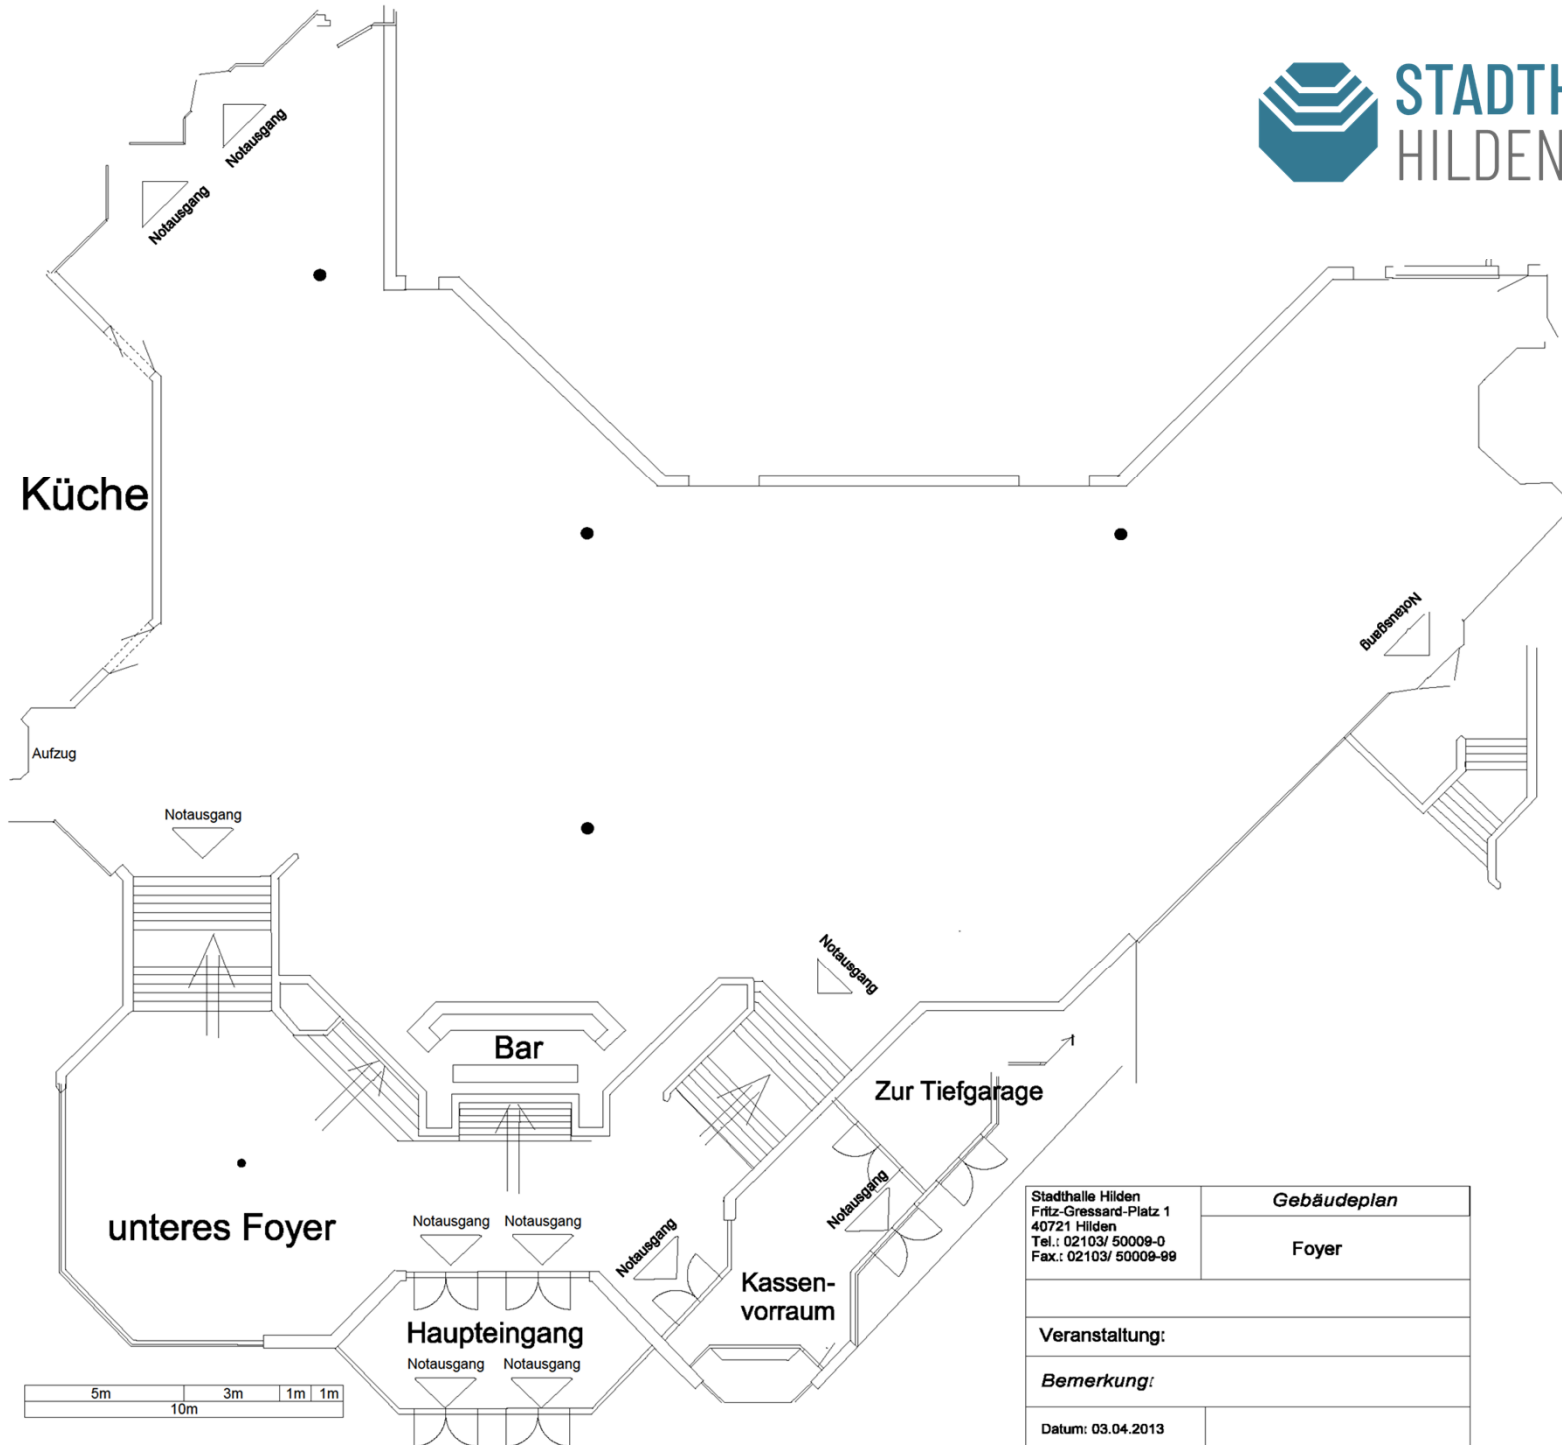 STADTH
HILDEN
Notausgang
Notausgang
Küche
Notausgang
Aufzug
Notausgang
Notausgang
Bar
Zur Tiefgarage
unteres Foyer
Notausgang
Notausgang
Notausgang
Notausgang
Kassen-
vorraum
Haupteingang
Notausgang
Notausgang
5m 3m 1m 1m
10m
Stadthalle Hilden
Fritz-Gressard-Platz 1
40721 Hilden
Tel.: 02103/ 50009-0
Fax.: 02103/ 50009-99
Gebäudeplan
Foyer
Veranstaltung:
Bemerkung:
Datum: 03.04.2013